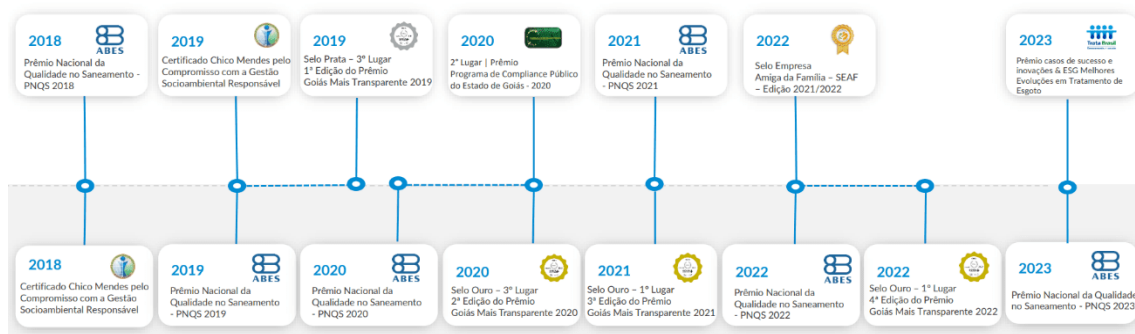 2018
ABES
Prêmio Nacional da
Qualidade no Saneamento -
PNQS 2018
2019
Certificado Chico Mendes pelo
Compromisso com a Gestão
Socioambiental Responsável
2019
Selo Prata – 3º Lugar
1ª Edição do Prêmio
Goiás Mais Transparente 2019
2020
2º Lugar | Prêmio
Programa de Compliance Público
do Estado de Goiás - 2020
2021
ABES
Prêmio Nacional da
Qualidade no Saneamento
- PNQS 2021
2022
Selo Empresa
Amiga da Família – SEAF
– Edição 2021/2022
2023
Trata Brasil
Prêmio casos de sucesso e
inovações & ESG Melhores
Evoluções em Tratamento de
Esgoto
2018
Certificado Chico Mendes pelo
Compromisso com a Gestão
Socioambiental Responsável
2019
ABES
Prêmio Nacional da
Qualidade no Saneamento
- PNQS 2019
2020
ABES
Prêmio Nacional da
Qualidade no Saneamento
- PNQS 2020
2020
Selo Ouro – 3º Lugar
2ª Edição do Prêmio
Goiás Mais Transparente 2020
2021
Selo Ouro – 1º Lugar
3ª Edição do Prêmio
Goiás Mais Transparente 2021
2022
ABES
Prêmio Nacional da
Qualidade no Saneamento
- PNQS 2022
2022
Selo Ouro – 1º Lugar
4ª Edição do Prêmio
Goiás Mais Transparente 2022
2023
ABES
Prêmio Nacional da Qualidade
no Saneamento - PNQS 2023